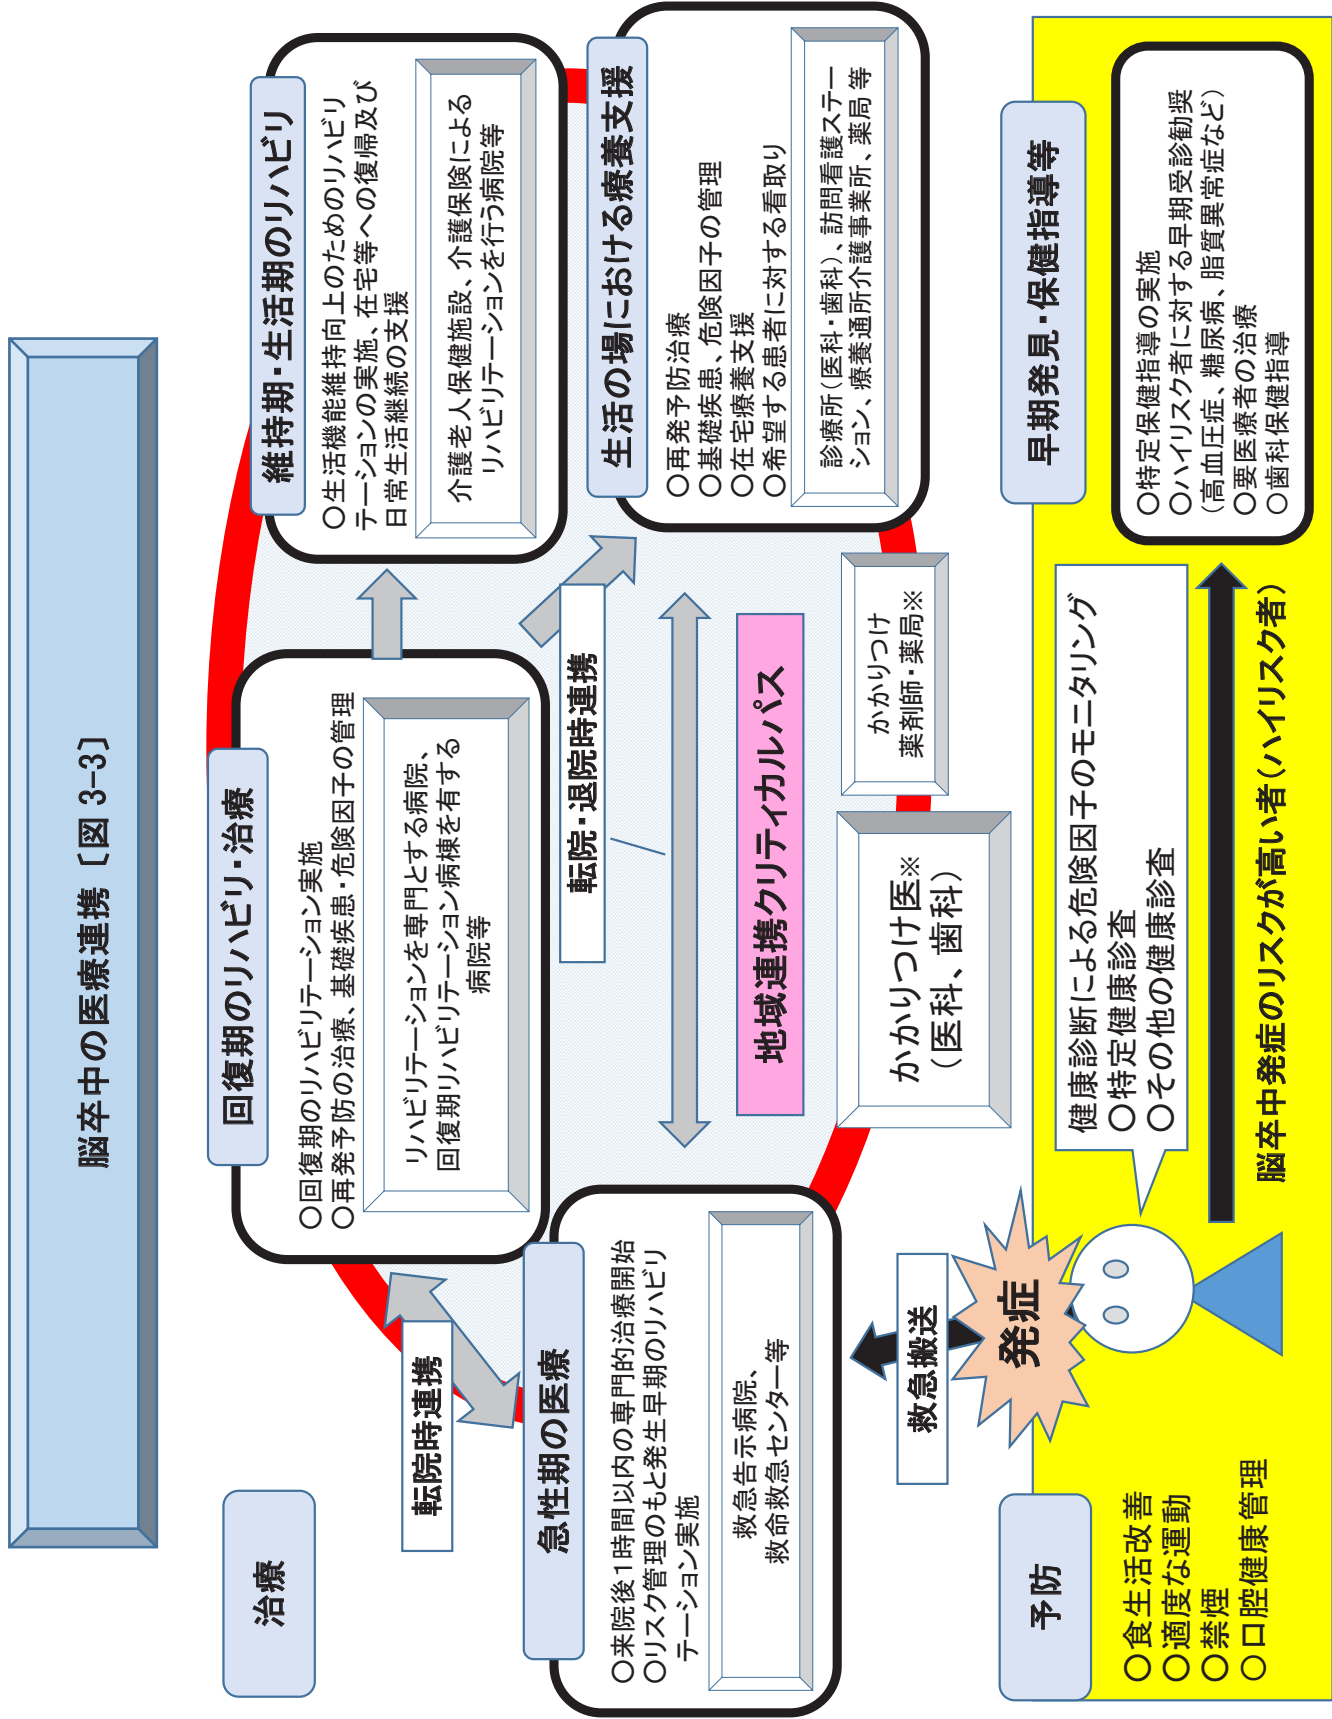 脳卒中の医療連携〔図 3-3〕
治療
回復期のリハビリ・治療
○回復期のリハビリテーション実施
○再発予防の治療、基礎疾患・危険因子の管理
リハビリテーションを専門とする病院、
回復期リハビリテーション病棟を有する
病院等
維持期・生活期のリハビリ
○生活機能維持向上のためのリハビリ
テーションの実施、在宅等への復帰及び
日常生活継続の支援
介護老人保健施設、介護保険による
リハビリテーションを行う病院等
転院時連携
転院・退院時連携
急性期の医療
○来院後1時間以内の専門的治療開始
○リスク管理のもと発生早期のリハビリ
テーション実施
救急告示病院、
救命救急センター等
地域連携クリティカルパス
生活の場における療養支援
○再発予防治療
○基礎疾患、危険因子の管理
○在宅療養支援
○希望する患者に対する看取り
診療所(医科・歯科)、訪問看護ステー
ション、療養通所介護事業所、薬局等
かかりつけ医※
(医科、歯科)
かかりつけ
薬剤師・薬局※
救急搬送
発症
予防
○食生活改善
○適度な運動
○禁煙
○口腔健康管理
健康診断による危険因子のモニタリング
○特定健康診査
○その他の健康診査
脳卒中発症のリスクが高い者(ハイリスク者)
早期発見・保健指導等
○特定保健指導の実施
○ハイリスク者に対する早期受診勧奨
(高血圧症、糖尿病、脂質異常症など)
○要医療者の治療
○歯科保健指導